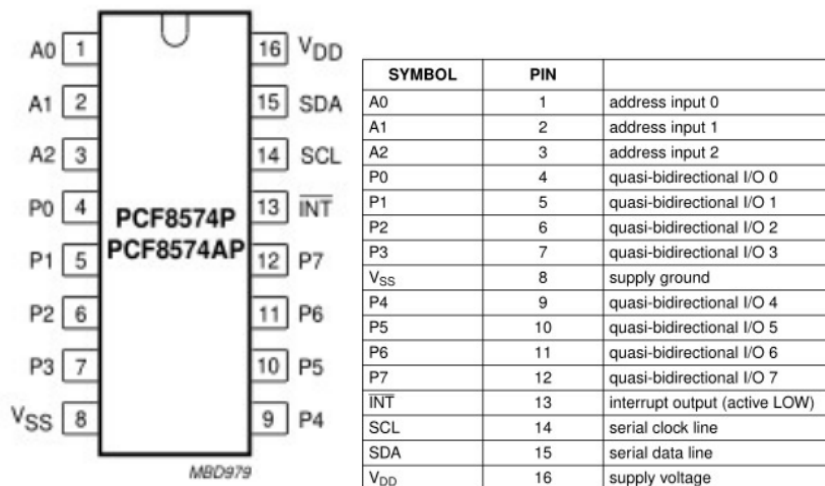 A0 1 16 VDD
A1 2 15 SDA
A2 3 14 SCL
P0 4 13 INT
PCF8574P
PCF8574AP
P1 5 12 P7
P2 6 11 P6
P3 7 10 P5
VSS 8 9 P4
MBD979
SYMBOL PIN
A0 1 address input 0
A1 2 address input 1
A2 3 address input 2
P0 4 quasi-bidirectional I/O 0
P1 5 quasi-bidirectional I/O 1
P2 6 quasi-bidirectional I/O 2
P3 7 quasi-bidirectional I/O 3
VSS 8 supply ground
P4 9 quasi-bidirectional I/O 4
P5 10 quasi-bidirectional I/O 5
P6 11 quasi-bidirectional I/O 6
P7 12 quasi-bidirectional I/O 7
INT 13 interrupt output (active LOW)
SCL 14 serial clock line
SDA 15 serial data line
VDD 16 supply voltage